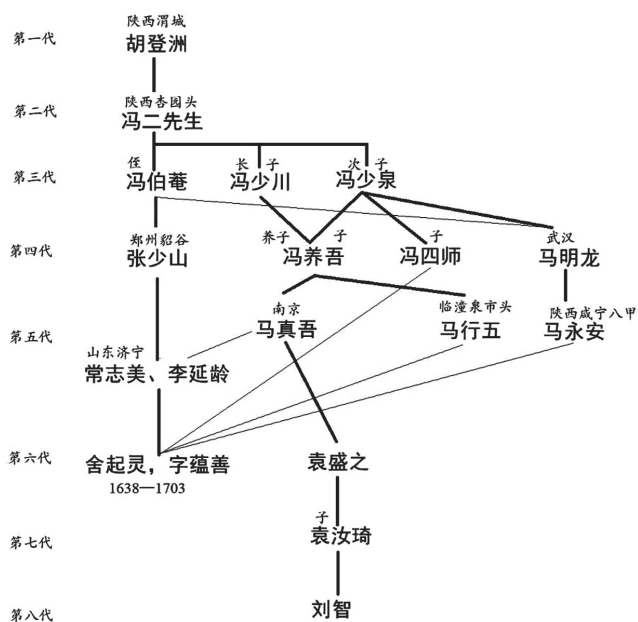 陕西渭城
第一代
胡登洲
陕西杏园头
第二代
冯二先生
侄 长子 次子
第三代
冯伯菴 冯少川 冯少泉
郑州貂谷 养子 子 子 武汉
第四代
张少山 冯养吾 冯四师 马明龙
南京 临潼泉市头 陕西咸宁八甲
第五代
马真吾 马行五 马永安
山东济宁
常志美、李延龄
第六代
舍起灵,字蕴善 袁盛之
1638—1703
子
第七代
袁汝琦
第八代
刘智